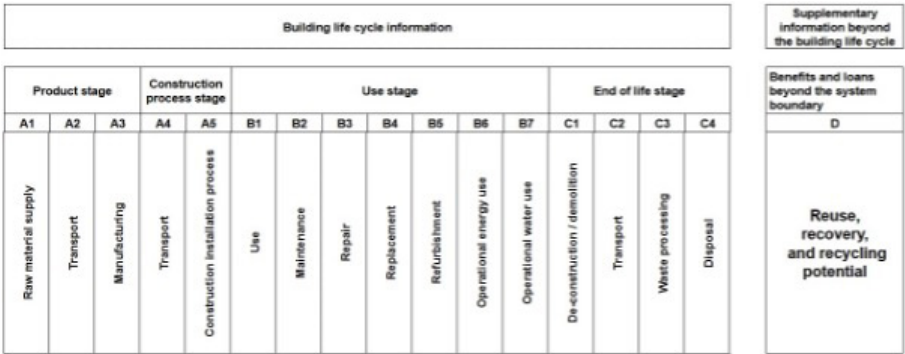 Building life cycle information
Supplementary
information beyond
the building life cycle
Product stage
Construction
process stage
Use stage
End of life stage
Benefits and loans
beyond the system
boundary
A1 A2 A3 A4 A5 B1 B2 B3 B4 B5 B6 B7 C1 C2 C3 C4 D
Raw material supply
Transport
Manufacturing
Transport
Construction installation process
Use
Maintenance
Repair
Replacement
Refurbishment
Operational energy use
Operational water use
De-construction / demolition
Transport
Waste processing
Disposal
Reuse,
recovery,
and recycling
potential